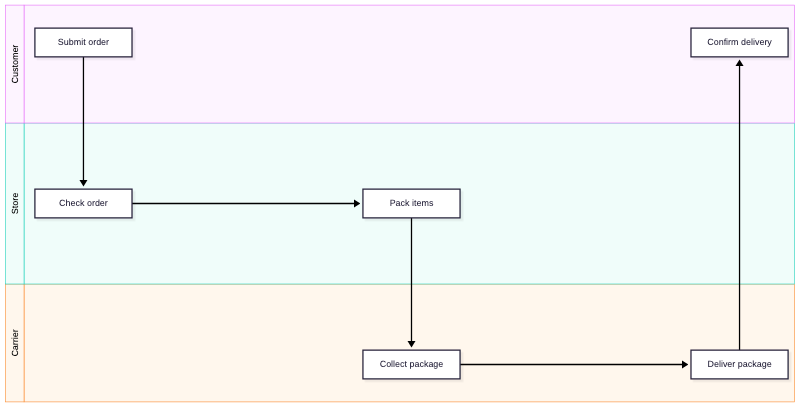 Customer
Submit order
Confirm delivery
Store
Check order
Pack items
Carrier
Collect package
Deliver package